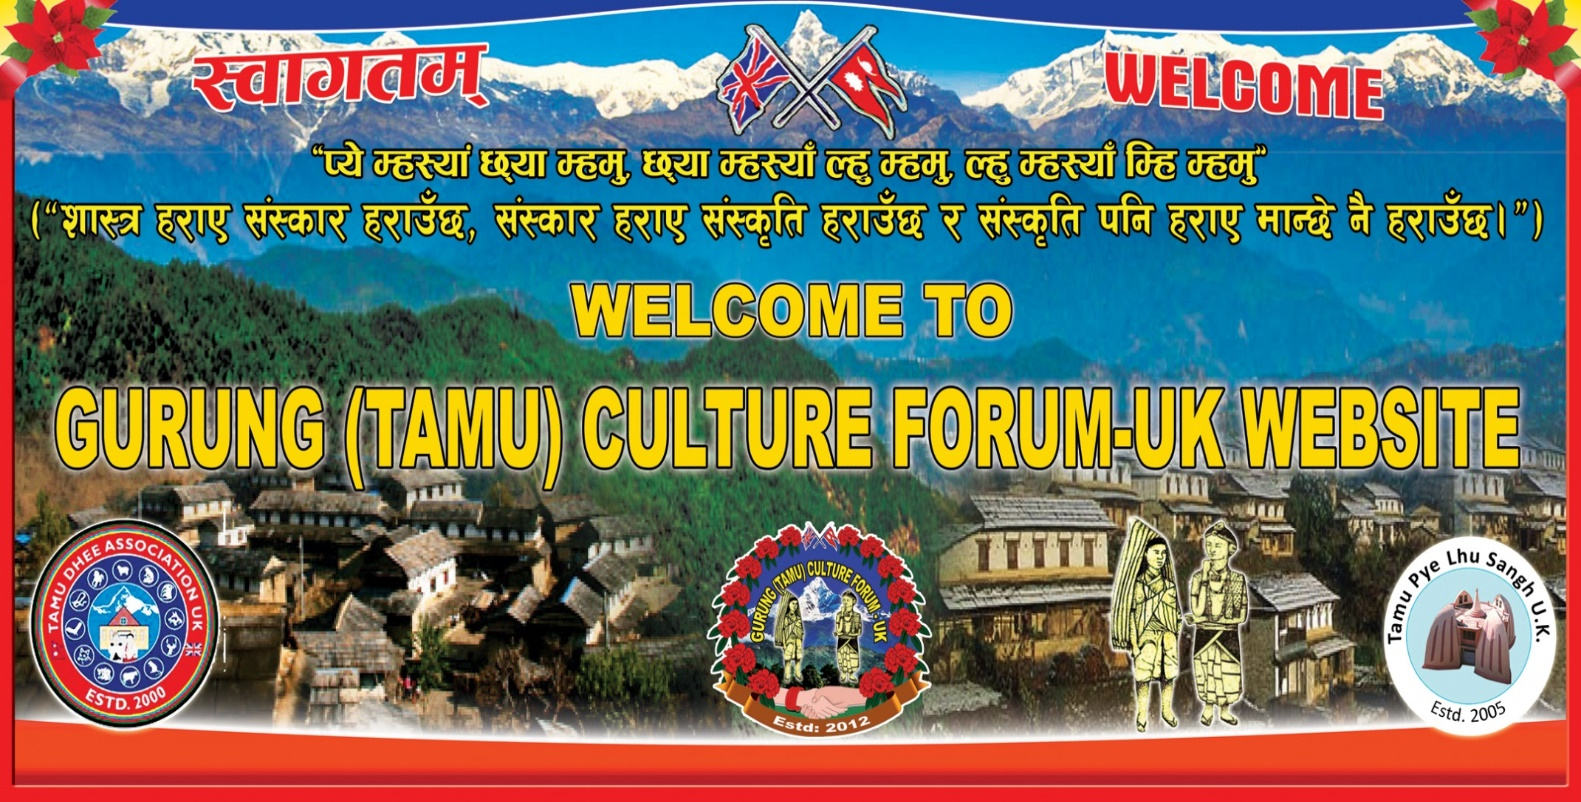 स्वागतम्
WELCOME
“प्ये म्हस्यां छ्या म्हमु, छ्या म्हस्याँ ल्हु म्हमु, ल्हु म्हस्याँ म्हि म्हमु”
(“शास्त्र हराए संस्कार हराउँछ, संस्कार हराए संस्कृति हराउँछ र संस्कृति पनि हराए मान्छे नै हराउँछ।”)
WELCOME TO
GURUNG (TAMU) CULTURE FORUM-UK WEBSITE
TAMU DHEE ASSOCIATION UK
ESTD. 2000
GURUNG (TAMU) CULTURE FORUM - UK
Estd: 2012
Tamu Pye Lhu Sangh U.K.
Estd. 2005